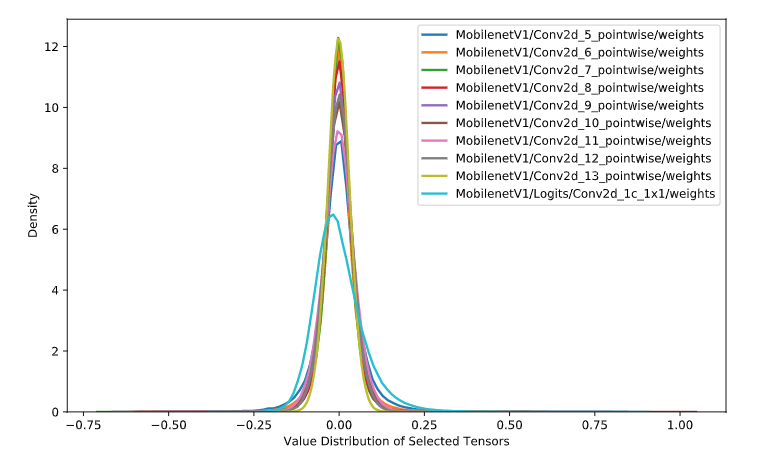 12
10
8
6
4
2
0
Density
MobilenetV1/Conv2d_5_pointwise/weights
MobilenetV1/Conv2d_6_pointwise/weights
MobilenetV1/Conv2d_7_pointwise/weights
MobilenetV1/Conv2d_8_pointwise/weights
MobilenetV1/Conv2d_9_pointwise/weights
MobilenetV1/Conv2d_10_pointwise/weights
MobilenetV1/Conv2d_11_pointwise/weights
MobilenetV1/Conv2d_12_pointwise/weights
MobilenetV1/Conv2d_13_pointwise/weights
MobilenetV1/Logits/Conv2d_1c_1x1/weights
−0.75 −0.50 −0.25 0.00 0.25 0.50 0.75 1.00
Value Distribution of Selected Tensors